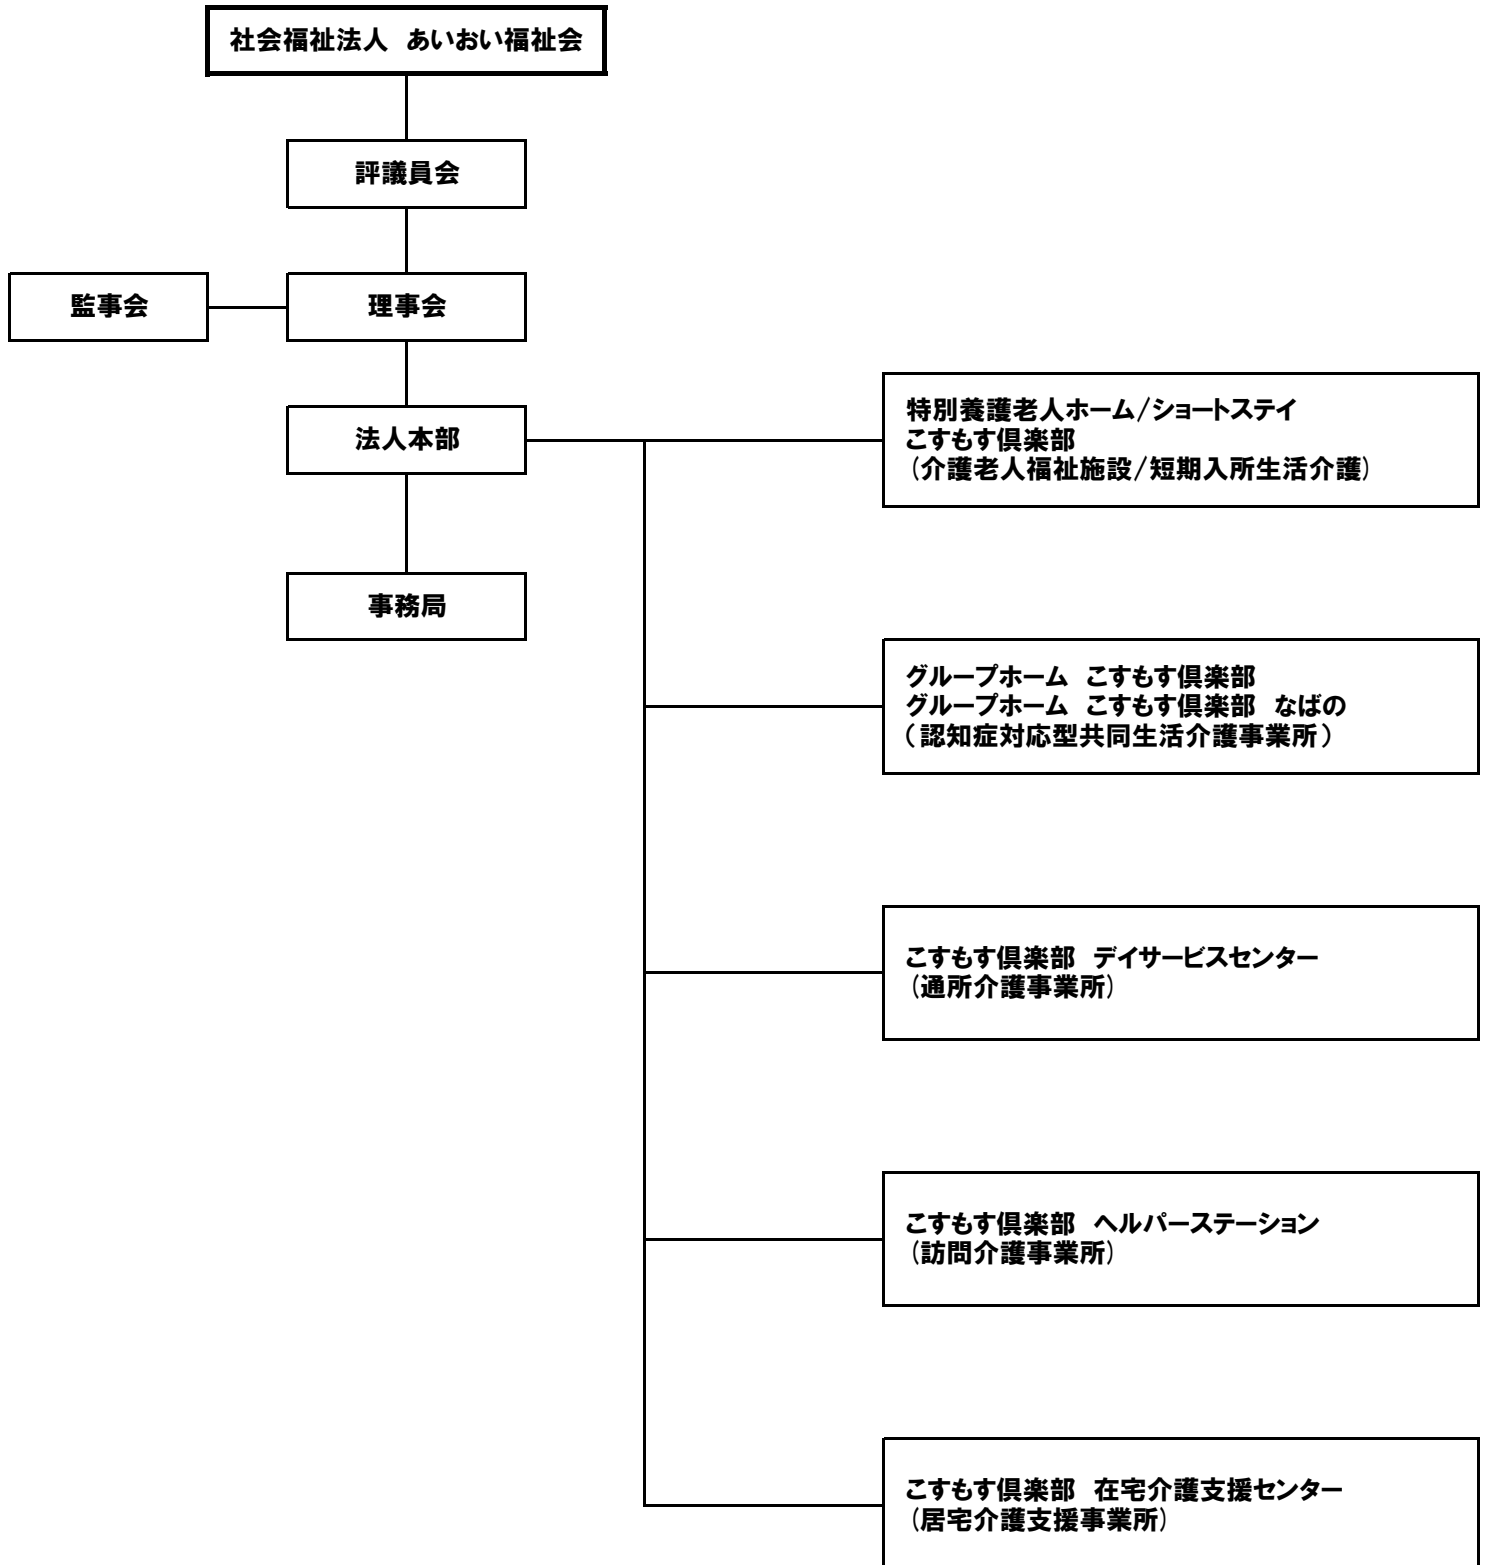 社会福祉法人　あいおい福祉会
評議員会
監事会
理事会
法人本部
事務局
特別養護老人ホーム/ショートステイ
こすもす倶楽部
(介護老人福祉施設/短期入所生活介護)
グループホーム　こすもす倶楽部
グループホーム　こすもす倶楽部　なばの
(認知症対応型共同生活介護事業所)
こすもす倶楽部　デイサービスセンター
(通所介護事業所)
こすもす倶楽部　ヘルパーステーション
(訪問介護事業所)
こすもす倶楽部　在宅介護支援センター
(居宅介護支援事業所)